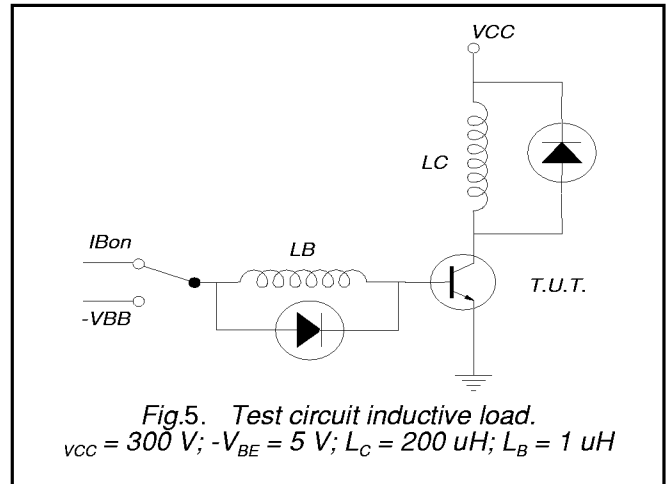 VCC
LC
IBon
LB
T.U.T.
-VBB
Fig.5. Test circuit inductive load.
VCC = 300 V; -VBE = 5 V; LC = 200 uH; LB = 1 uH